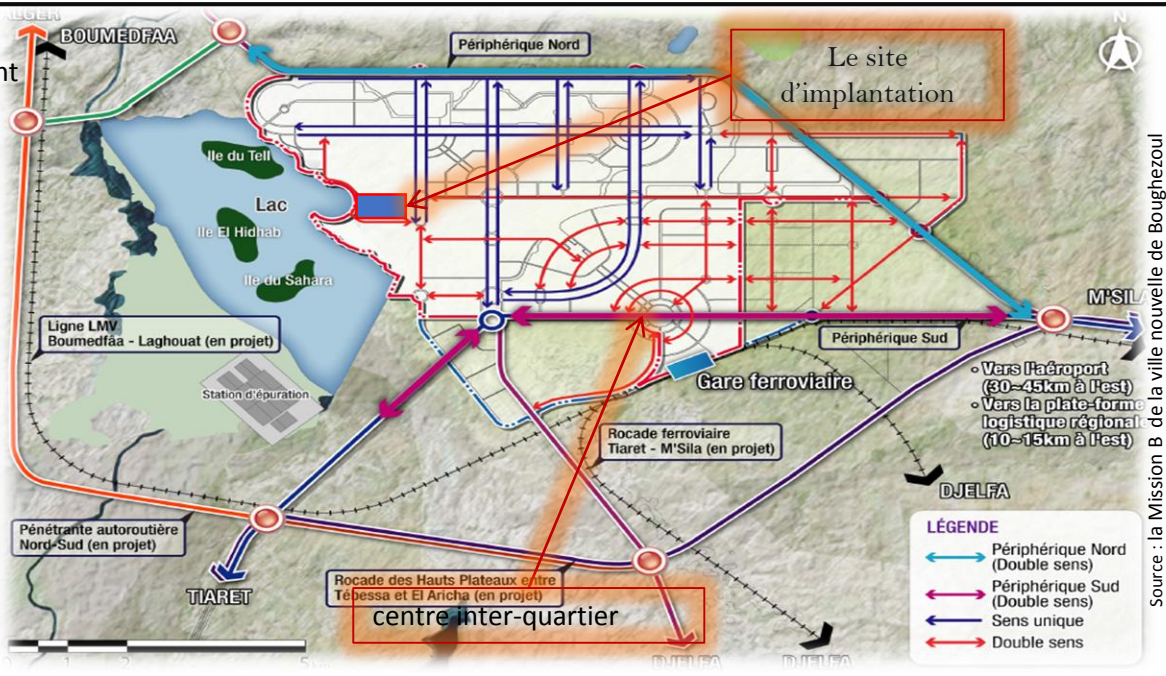 ALGER
BOUMEDFAA
nt
Périphérique Nord
Le site
d'implantation
N
Ile du Tell
Lac
Ile El Hidhab
Ile du Sahara
Ligne LMV
Boumedfâa - Laghouat (en projet)
Station d'épuration
M'SILA
Périphérique Sud
Gare ferroviaire
- Vers l'aéroport
(30~45km à l'est)
- Vers la plate-forme
logistique régionale
(10~15km à l'est)
Rocade ferroviaire
Tiaret - M'Sila (en projet)
DJELFA
Pénétrante autoroutière
Nord-Sud (en projet)
TIARET
Rocade des Hauts Plateaux entre
Tébessa et El Aricha (en projet)
centre inter-quartier
DJELFA
DJELFA
0 1 2 5
LÉGENDE
Périphérique Nord
(Double sens)
Périphérique Sud
(Double sens)
Sens unique
Double sens
Source : la Mission B de la ville nouvelle de Boughezoul